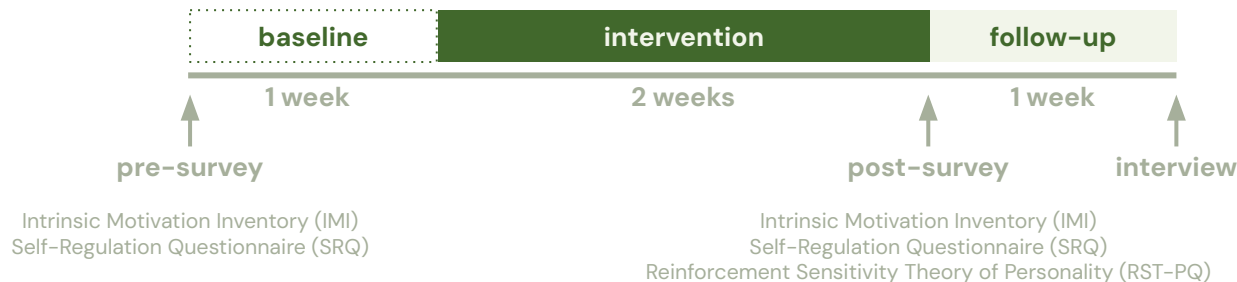 baseline
intervention
follow-up
1 week
2 weeks
1 week
pre-survey
post-survey
interview
Intrinsic Motivation Inventory (IMI)
Self-Regulation Questionnaire (SRQ)
Intrinsic Motivation Inventory (IMI)
Self-Regulation Questionnaire (SRQ)
Reinforcement Sensitivity Theory of Personality (RST-PQ)